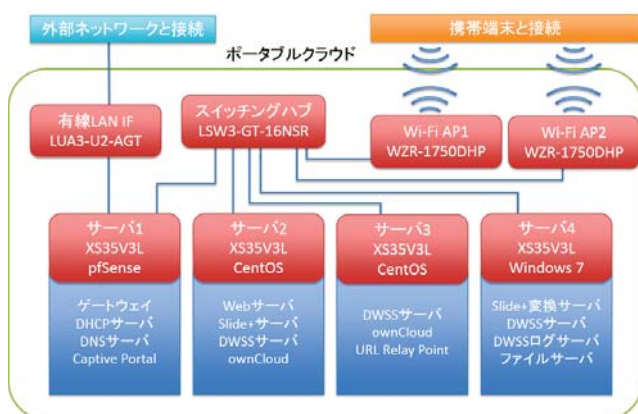 外部ネットワークと接続
携帯端末と接続
ポータブルクラウド
有線LAN IF
LUA3-U2-AGT
スイッチングハブ
LSW3-GT-16NSR
Wi-Fi AP1
WZR-1750DHP
Wi-Fi AP2
WZR-1750DHP
サーバ1
XS35V3L
pfSense
サーバ2
XS35V3L
CentOS
サーバ3
XS35V3L
CentOS
サーバ4
XS35V3L
Windows 7
ゲートウェイ
DHCPサーバ
DNSサーバ
Captive Portal
Webサーバ
Slide+サーバ
DWSSサーバ
ownCloud
DWSSサーバ
ownCloud
URL Relay Point
Slide+変換サーバ
DWSSサーバ
DWSSログサーバ
ファイルサーバ